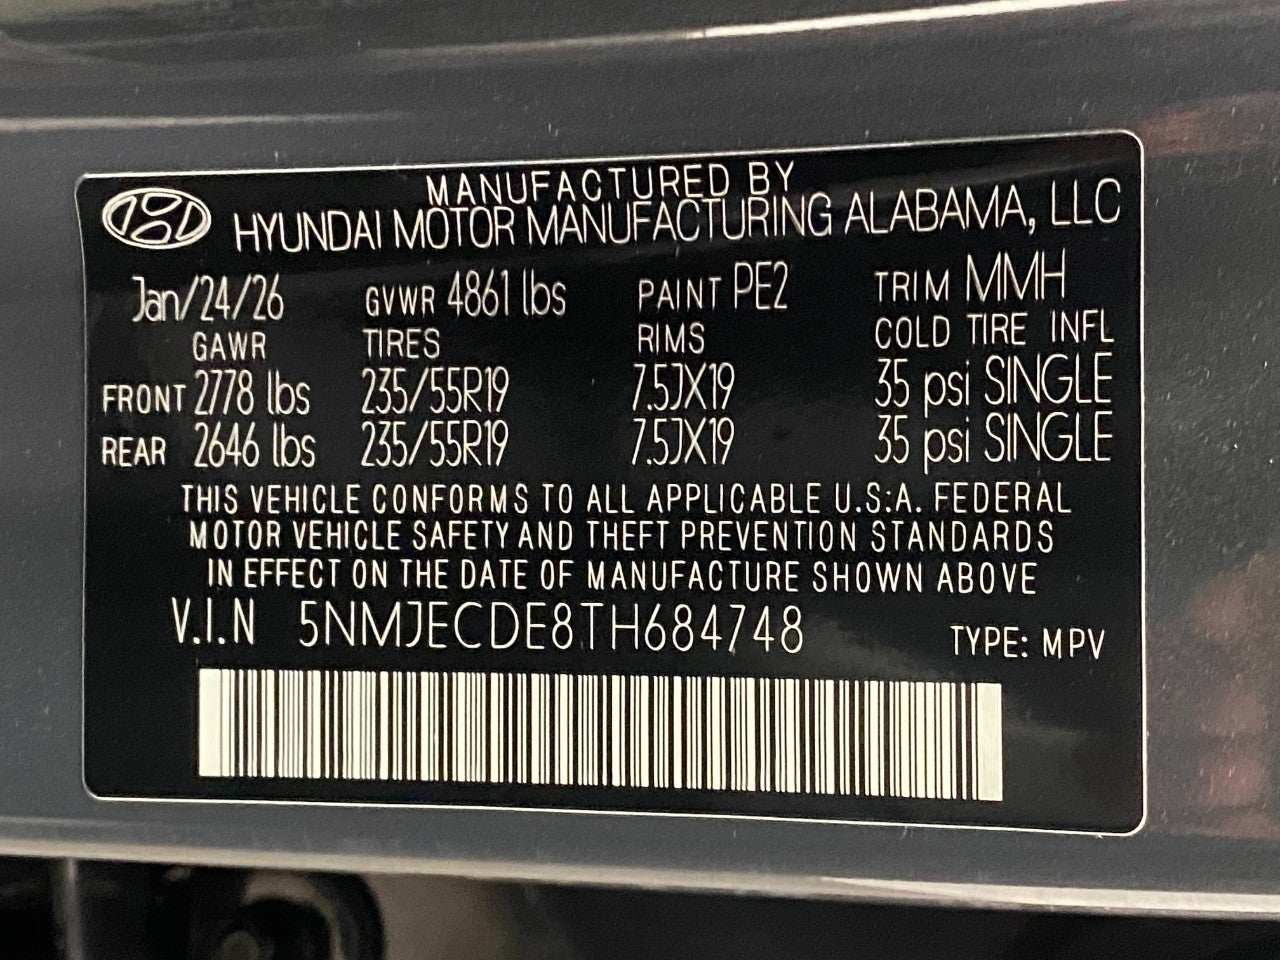 MANUFACTURED BY
HYUNDAI MOTOR MANUFACTURING ALABAMA, LLC
Jan/24/26 GVWR 4861 lbs PAINT PE2 TRIM MMH
GAWR TIRES RIMS COLD TIRE INFL
FRONT 2778 lbs 235/55R19 7.5JX19 35 psi SINGLE
REAR 2646 lbs 235/55R19 7.5JX19 35 psi SINGLE
THIS VEHICLE CONFORMS TO ALL APPLICABLE U.S.A. FEDERAL
MOTOR VEHICLE SAFETY AND THEFT PREVENTION STANDARDS
IN EFFECT ON THE DATE OF MANUFACTURE SHOWN ABOVE
V.I.N 5NMJECDE8TH684748 TYPE: MPV